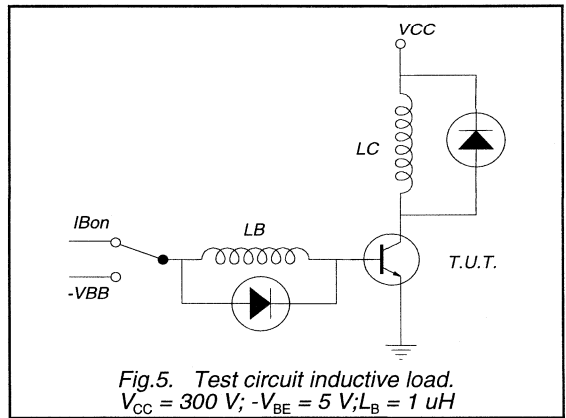 VCC
LC
IBon
LB
T.U.T.
-VBB
Fig.5. Test circuit inductive load.
VCC = 300 V; -VBE = 5 V;LB = 1 uH